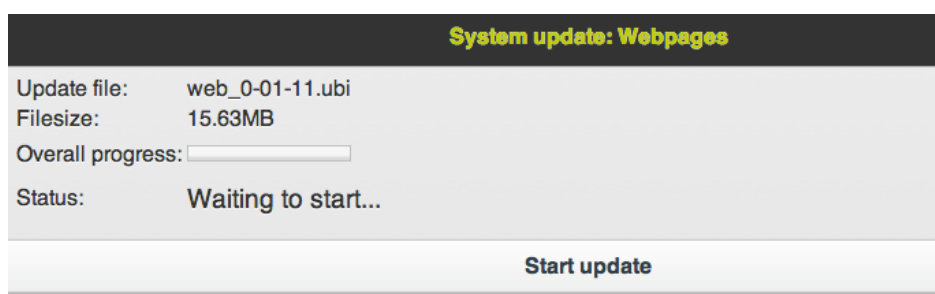 System update: Webpages
Update file: web_0-01-11.ubi
Filesize: 15.63MB
Overall progress:
Status: Waiting to start...
Start update